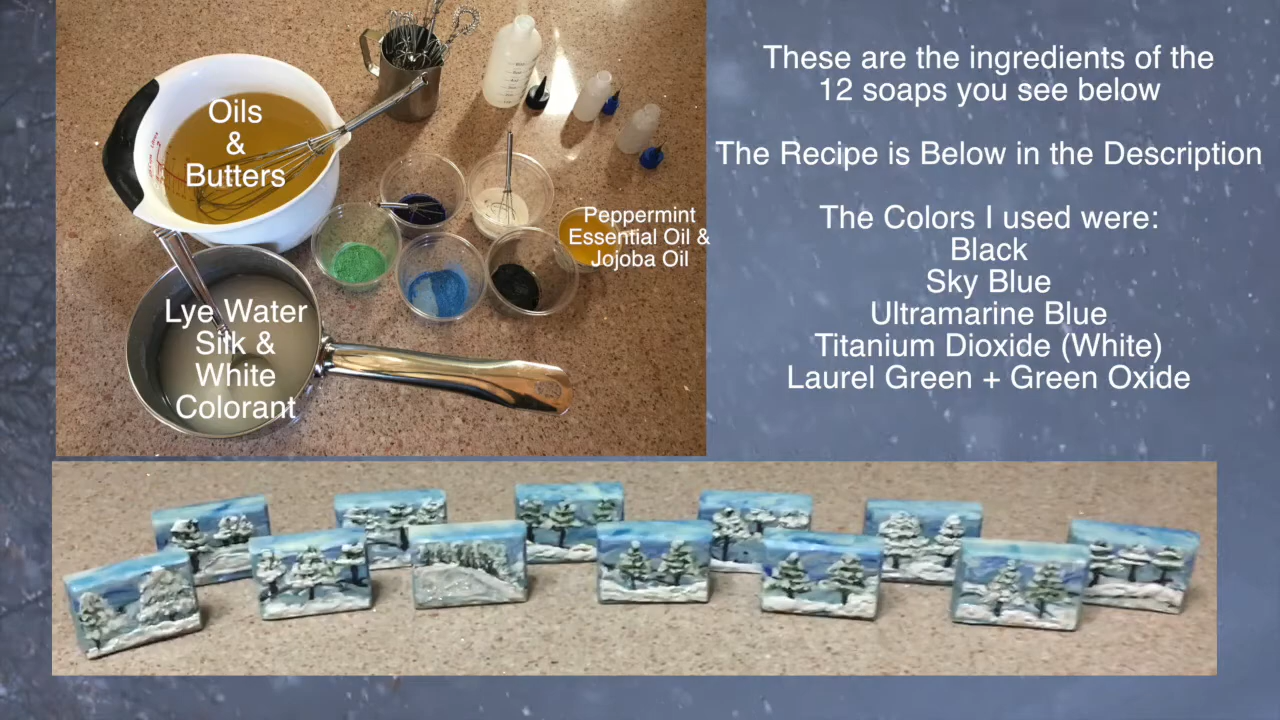 Oils
&
Butters
Peppermint
Essential Oil &
Jojoba Oil
Lye Water
Silk &
White
Colorant
These are the ingredients of the
12 soaps you see below
The Recipe is Below in the Description
The Colors I used were:
Black
Sky Blue
Ultramarine Blue
Titanium Dioxide (White)
Laurel Green + Green Oxide